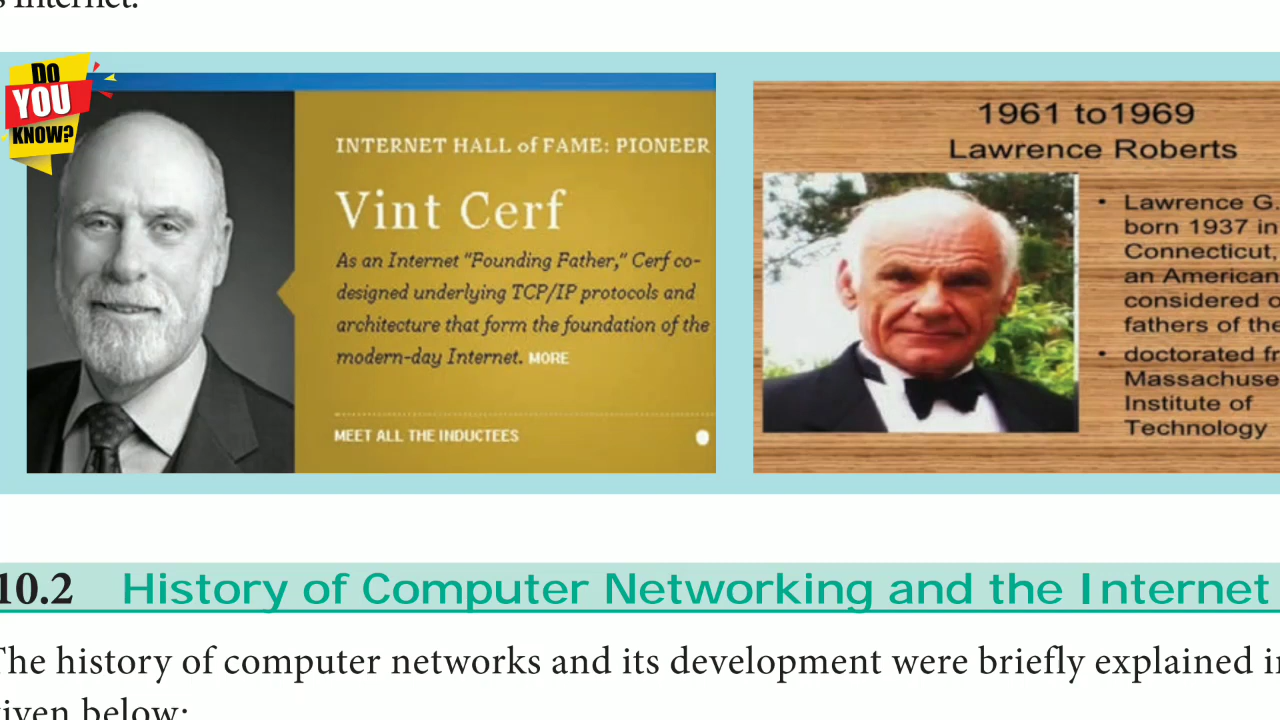 s Internet.
DO
YOU
KNOW?
INTERNET HALL of FAME: PIONEER
Vint Cerf
As an Internet "Founding Father," Cerf co-
designed underlying TCP/IP protocols and
architecture that form the foundation of the
modern-day Internet. MORE
MEET ALL THE INDUCTEES
1961 to1969
Lawrence Roberts
• Lawrence G.
born 1937 in
Connecticut,
an American
considered o
fathers of the
• doctorated fr
Massachuse
Institute of
Technology
10.2 History of Computer Networking and the Internet
The history of computer networks and its development were briefly explained in
given below: